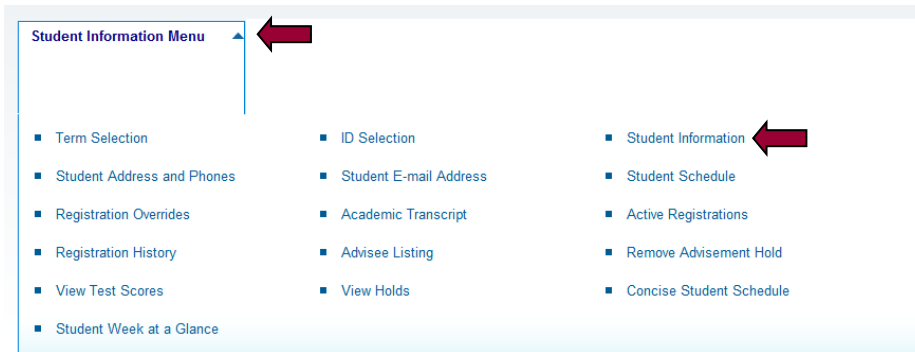 Student Information Menu
Term Selection
ID Selection
Student Information
Student Address and Phones
Student E-mail Address
Student Schedule
Registration Overrides
Academic Transcript
Active Registrations
Registration History
Advisee Listing
Remove Advisement Hold
View Test Scores
View Holds
Concise Student Schedule
Student Week at a Glance